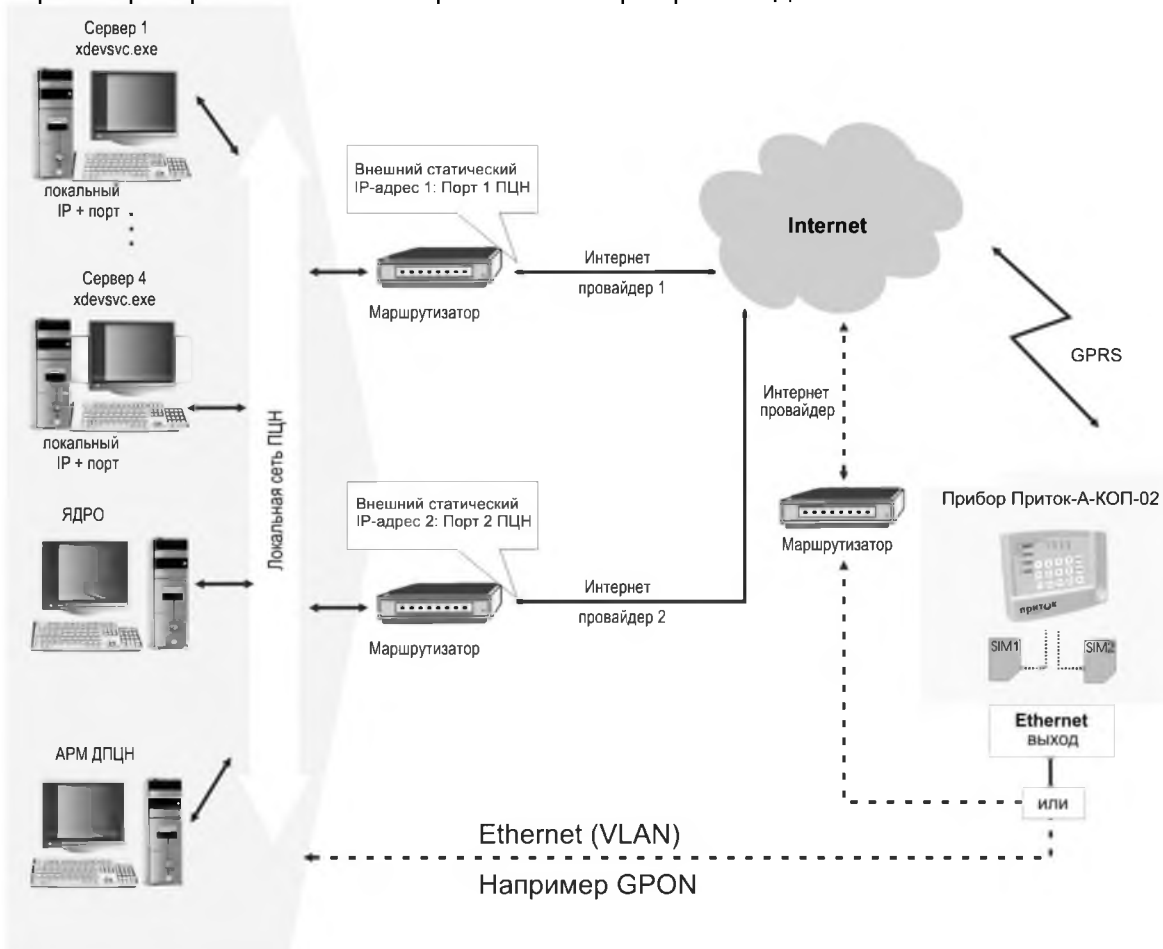 Сервер 1
xdevsvc.exe
локальный
IP + порт
Сервер 4
xdevsvc.exe
локальный
IP + порт
ЯДРО
АРМ ДПЦН
Локальная сеть ПЦН
Внешний статический
IP-адрес 1: Порт 1 ПЦН
Маршрутизатор
Интернет
провайдер 1
Internet
GPRS
Внешний статический
IP-адрес 2: Порт 2 ПЦН
Маршрутизатор
Интернет
провайдер 2
Интернет
провайдер
Маршрутизатор
Прибор Приток-А-КОП-02
приток
SIM1
SIM2
Ethernet
выход
или
Ethernet (VLAN)
Например GPON